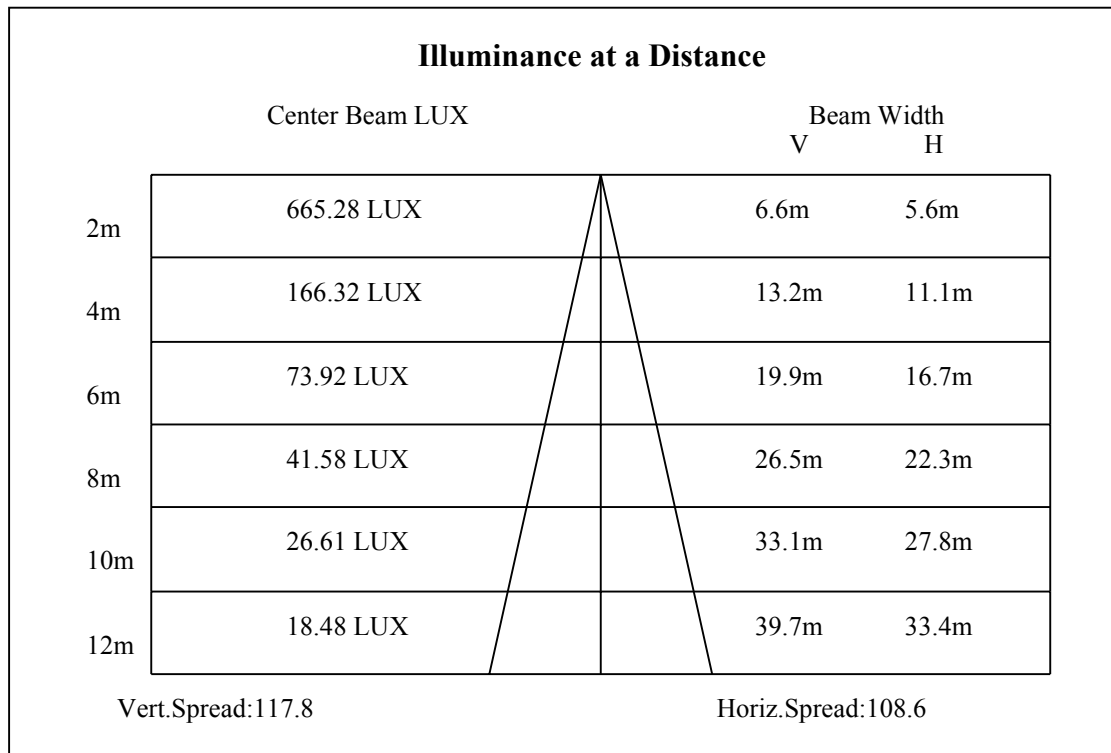 Illuminance at a Distance
Center Beam LUX Beam Width
V H
665.28 LUX 6.6m 5.6m
2m
166.32 LUX 13.2m 11.1m
4m
73.92 LUX 19.9m 16.7m
6m
41.58 LUX 26.5m 22.3m
8m
26.61 LUX 33.1m 27.8m
10m
18.48 LUX 39.7m 33.4m
12m
Vert.Spread:117.8 Horiz.Spread:108.6